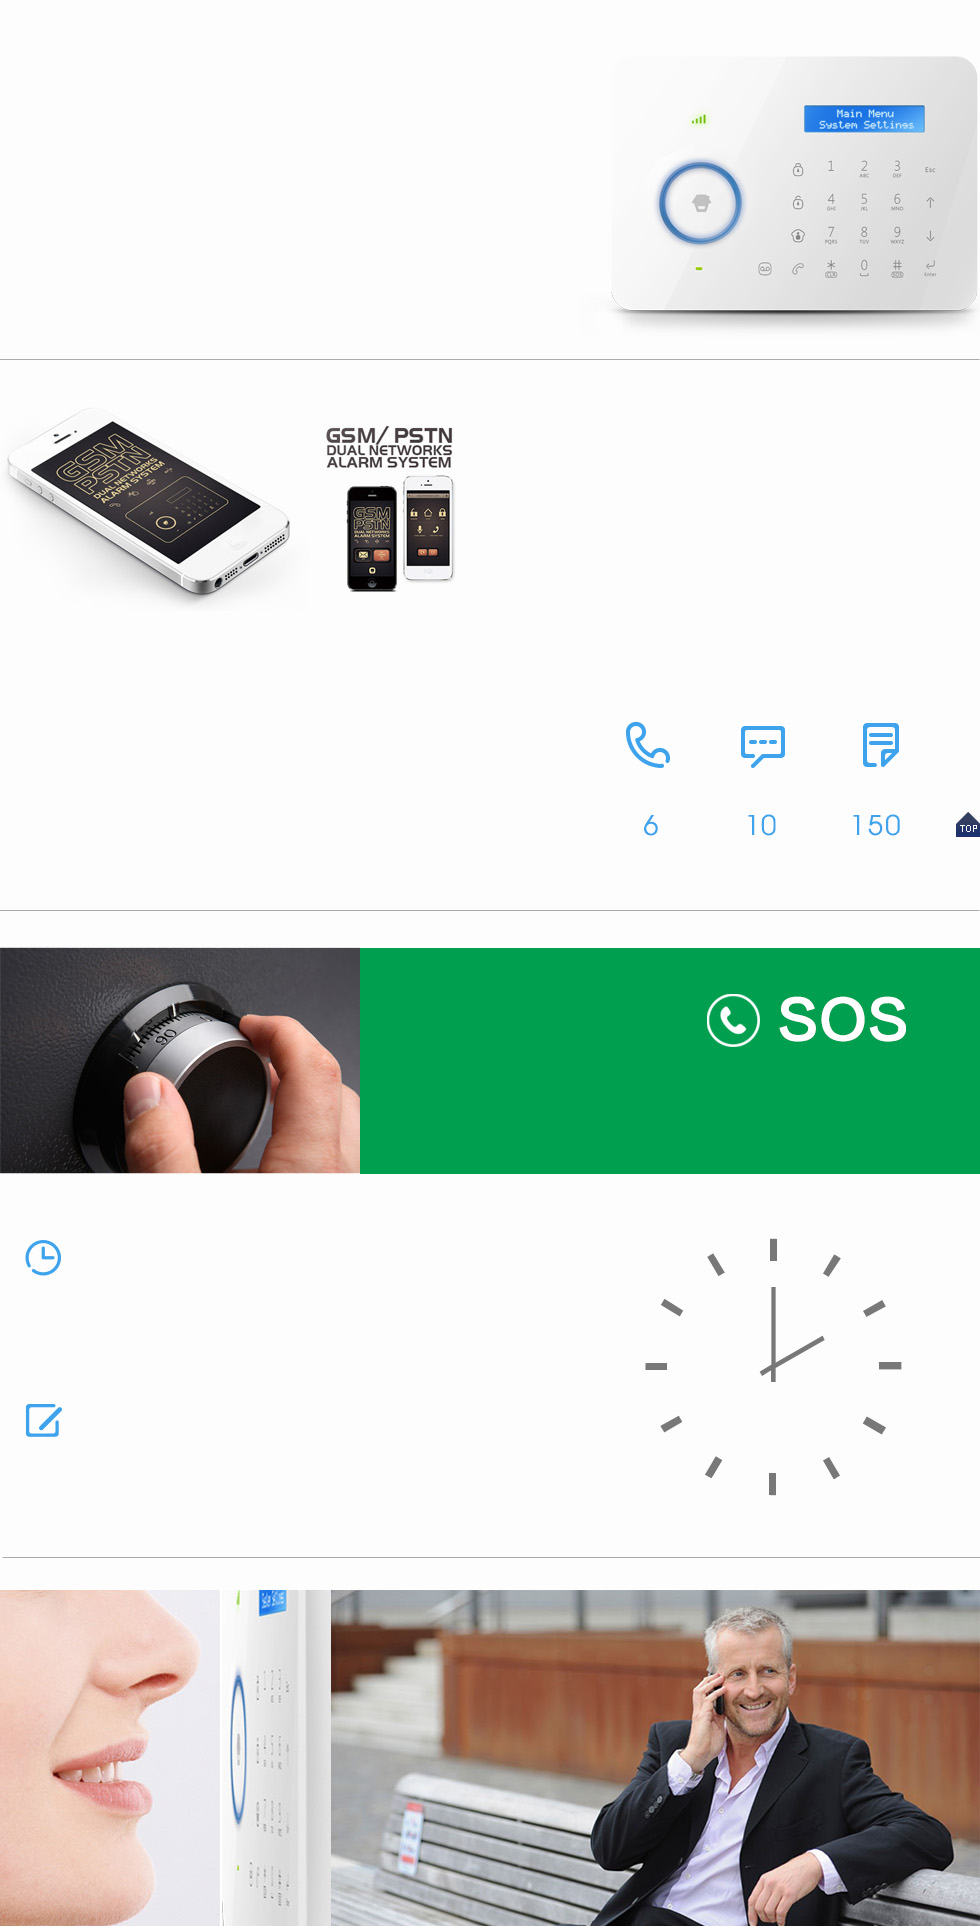 Main Menu
System Settings
1
2
ABC
3
DEF
Esc
4
GHI
5
JKL
6
MNO
7
PQRS
8
TUV
9
WXYZ
*
0
#
SOS
Enter
GSM
PSTN
DUAL NETWORKS
ALARM SYSTEM
GSM/ PSTN
DUAL NETWORKS
ALARM SYSTEM
GSM
PSTN
DUAL NETWORKS
ALARM SYSTEM
6
10
150
TOP
90
SOS